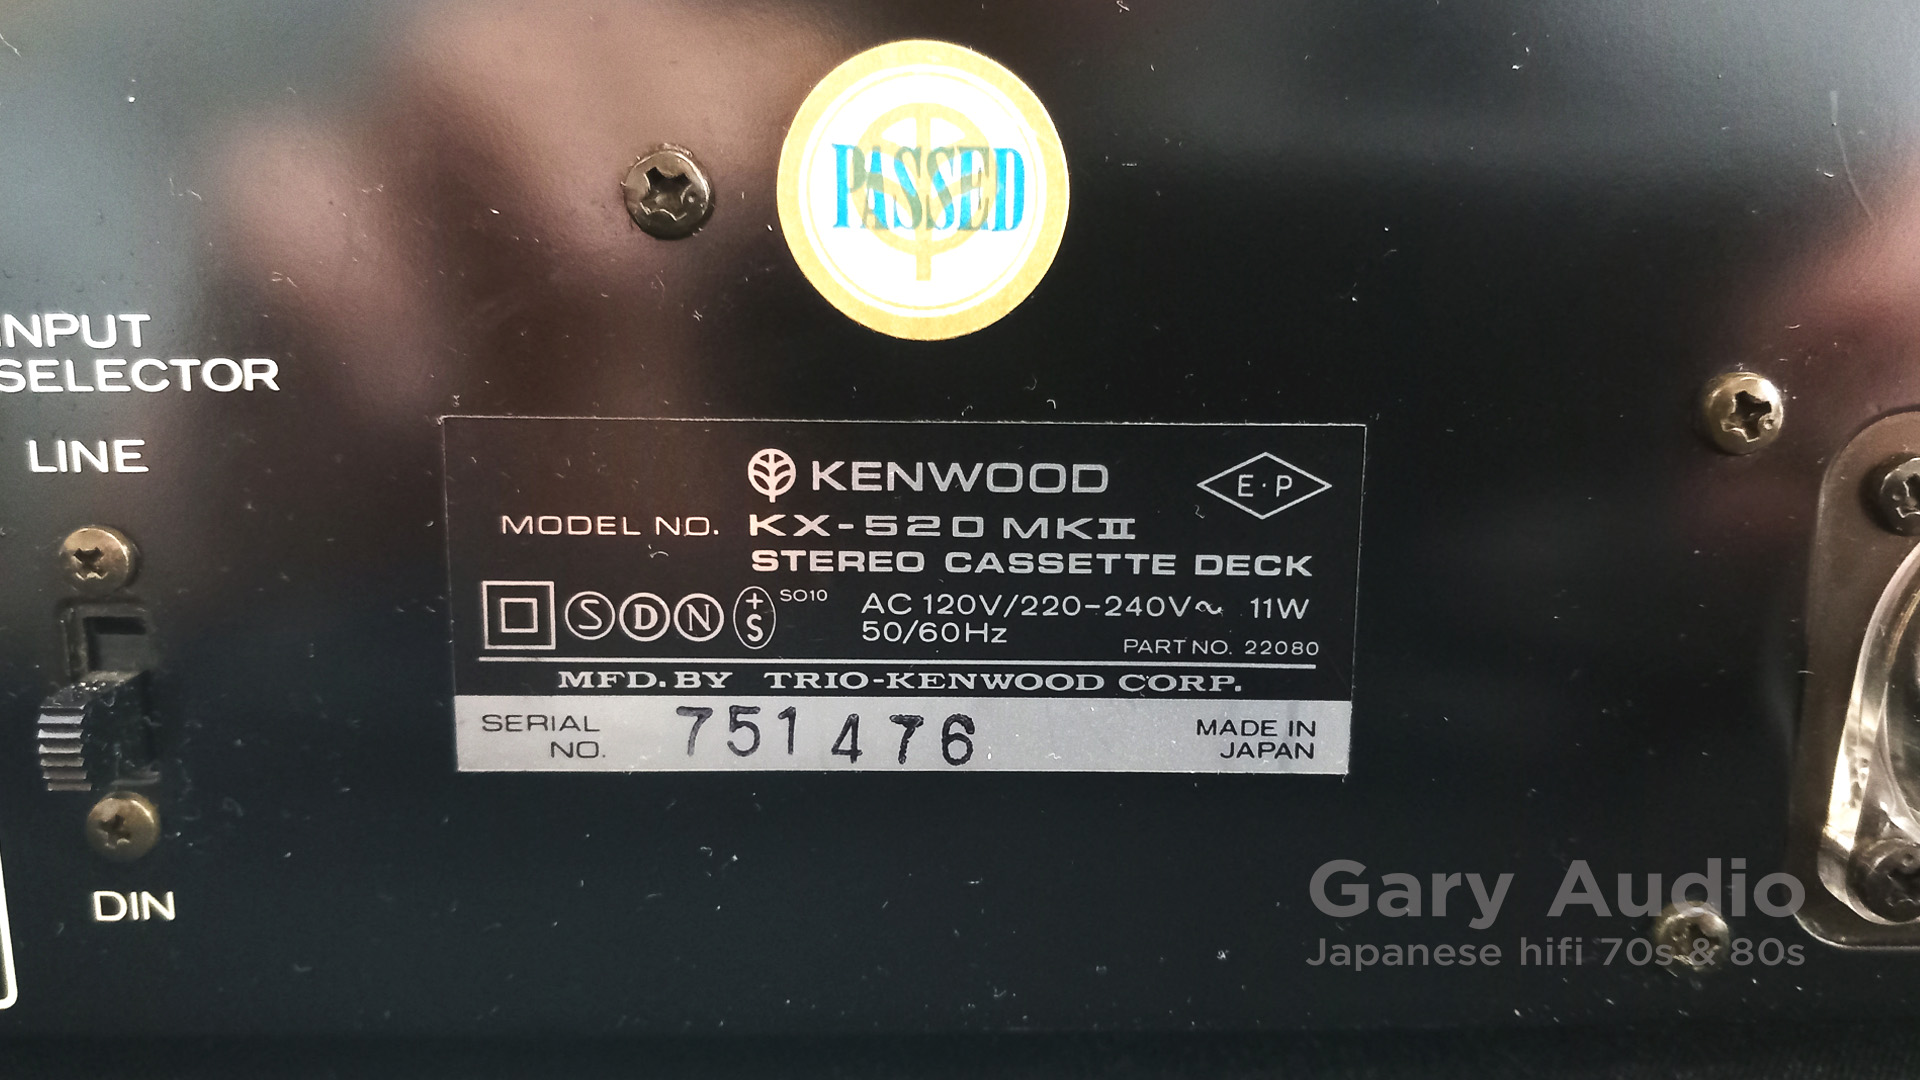 PASSED
INPUT
SELECTOR
LINE
DIN
KENWOOD
E·P
MODEL NO. KX-520 MKII
STEREO CASSETTE DECK
S D N +S SO10
AC 120V/220-240V~ 11W
50/60Hz
PART NO. 22080
MFD. BY TRIO-KENWOOD CORP.
SERIAL NO. 751476
MADE IN JAPAN
Gary Audio
Japanese hifi 70s & 80s